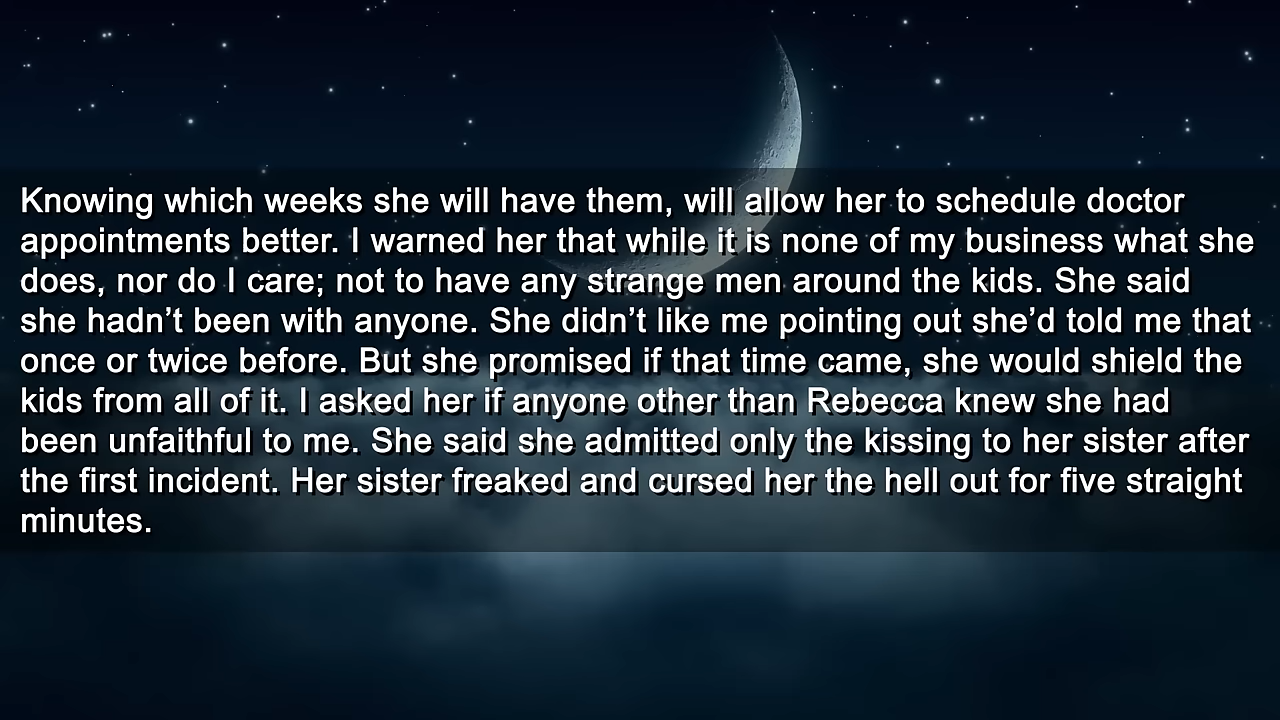 Knowing which weeks she will have them, will allow her to schedule doctor
appointments better. I warned her that while it is none of my business what she
does, nor do I care; not to have any strange men around the kids. She said
she hadn’t been with anyone. She didn’t like me pointing out she’d told me that
once or twice before. But she promised if that time came, she would shield the
kids from all of it. I asked her if anyone other than Rebecca knew she had
been unfaithful to me. She said she admitted only the kissing to her sister after
the first incident. Her sister freaked and cursed her the hell out for five straight
minutes.